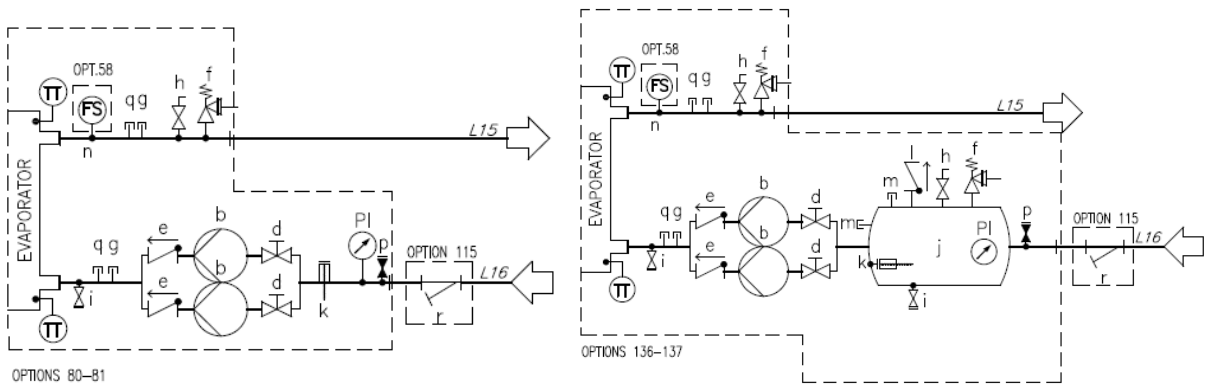 OPT.58
TT
FS
q g
h
f
n
L15
EVAPORATOR
b
e
d
PI
p
OPTION 115
q g
b
L16
i
e
d
k
r
TT
OPTIONS 80–81
OPT.58
TT
FS
q g
h
f
n
L15
EVAPORATOR
l
h
f
m
b
e
d
q g
b
m
j
PI
p
OPTION 115
L16
i
e
d
k
r
i
TT
OPTIONS 136–137